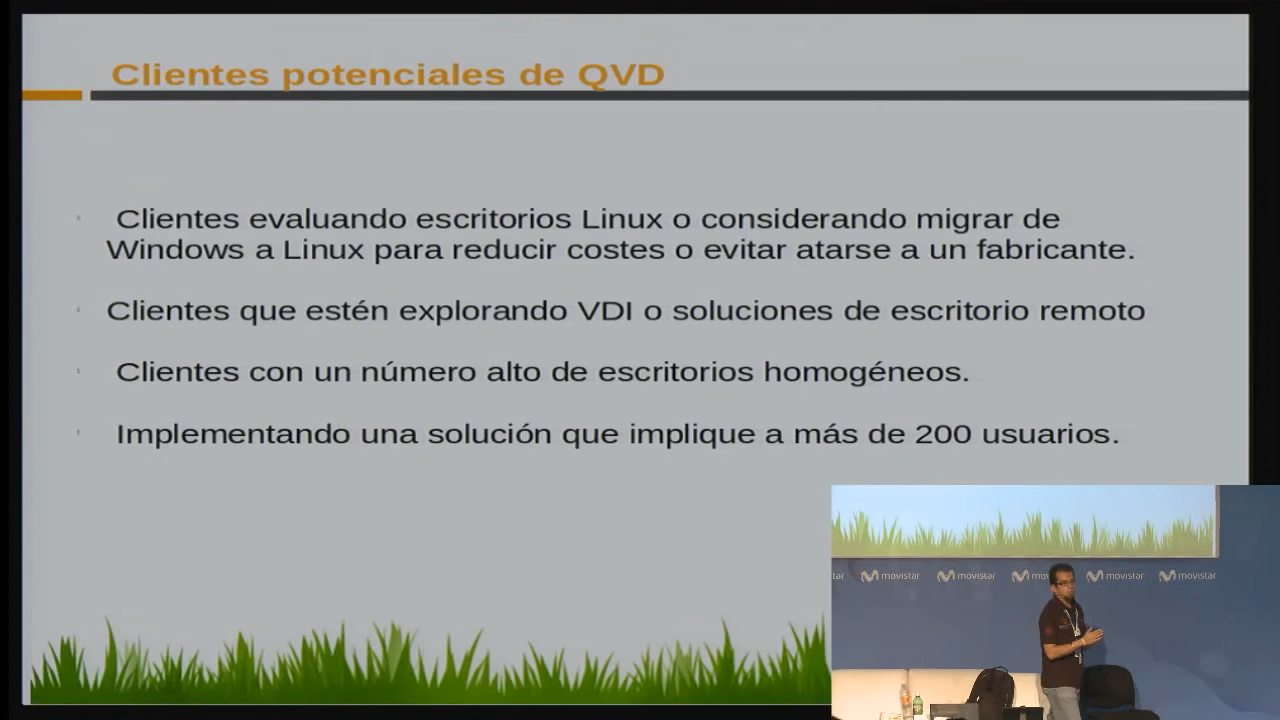 Clientes potenciales de QVD
Clientes evaluando escritorios Linux o considerando migrar de
Windows a Linux para reducir costes o evitar atarse a un fabricante.
Clientes que estén explorando VDI o soluciones de escritorio remoto
Clientes con un número alto de escritorios homogéneos.
Implementando una solución que implique a más de 200 usuarios.
star movistar movistar mov movistar movistar